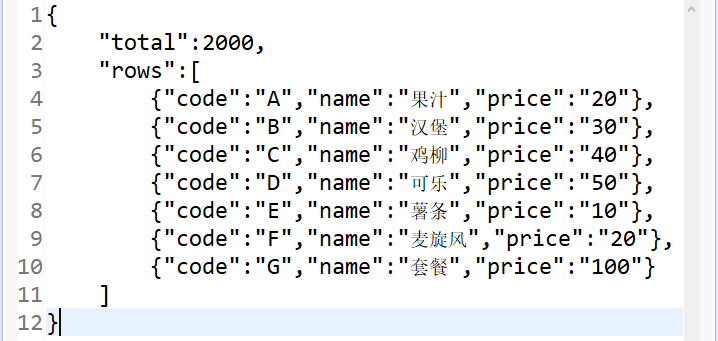 1{
2    "total":2000,
3    "rows":[
4        {"code":"A","name":"果汁","price":"20"},
5        {"code":"B","name":"汉堡","price":"30"},
6        {"code":"C","name":"鸡柳","price":"40"},
7        {"code":"D","name":"可乐","price":"50"},
8        {"code":"E","name":"薯条","price":"10"},
9        {"code":"F","name":"麦旋风","price":"20"},
10        {"code":"G","name":"套餐","price":"100"}
11    ]
12}